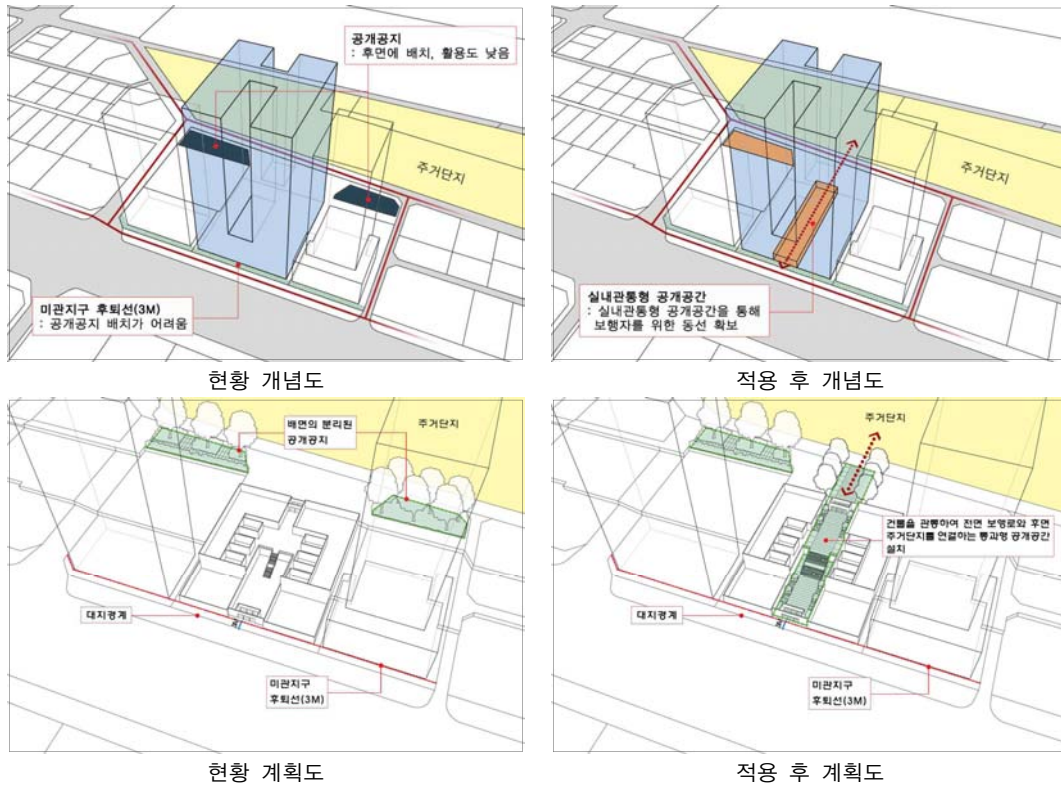 공개공지
: 후면에 배치, 활용도 낮음
주거단지
미관지구 후퇴선(3M)
: 공개공지 배치가 어려움
현황 개념도
주거단지
실내관통형 공개공간
: 실내관통형 공개공간을 통해
보행자를 위한 동선 확보
적용 후 개념도
배면의 분리된
공개공지
주거단지
대지경계
미관지구
후퇴선(3M)
현황 계획도
주거단지
건물을 관통하여 전면 보행로와 후면
주거단지를 연결하는 통과형 공개공간
설치
대지경계
미관지구
후퇴선(3M)
적용 후 계획도